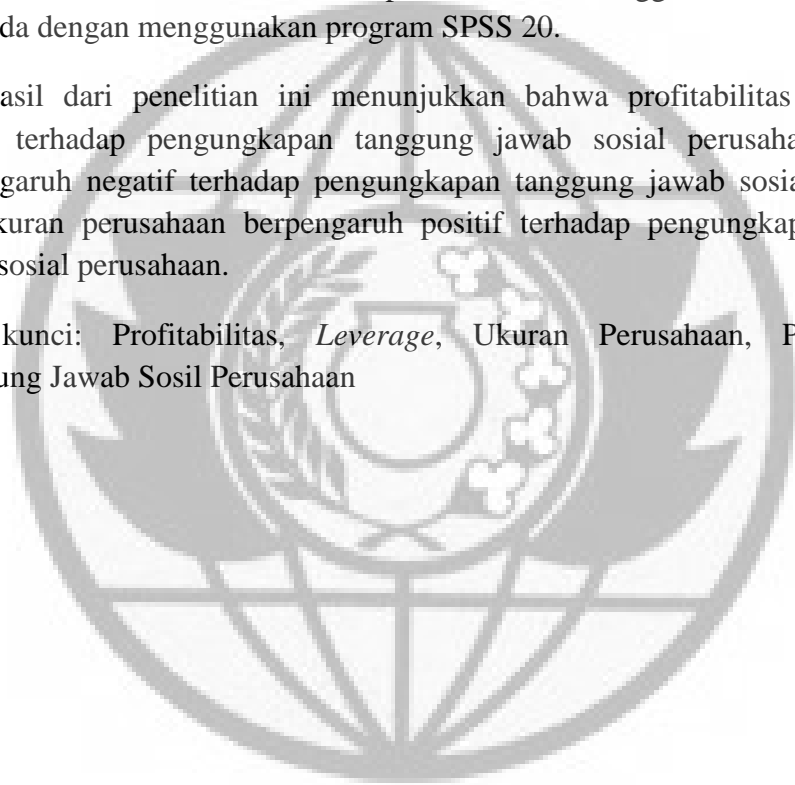 da dengan menggunakan program SPSS 20.
asil dari penelitian ini menunjukkan bahwa profitabilitas
terhadap pengungkapan tanggung jawab sosial perusaha
garuh negatif terhadap pengungkapan tanggung jawab sosia
kuran perusahaan berpengaruh positif terhadap pengungkap
sosial perusahaan.
kunci: Profitabilitas, Leverage, Ukuran Perusahaan, P
ung Jawab Sosil Perusahaan